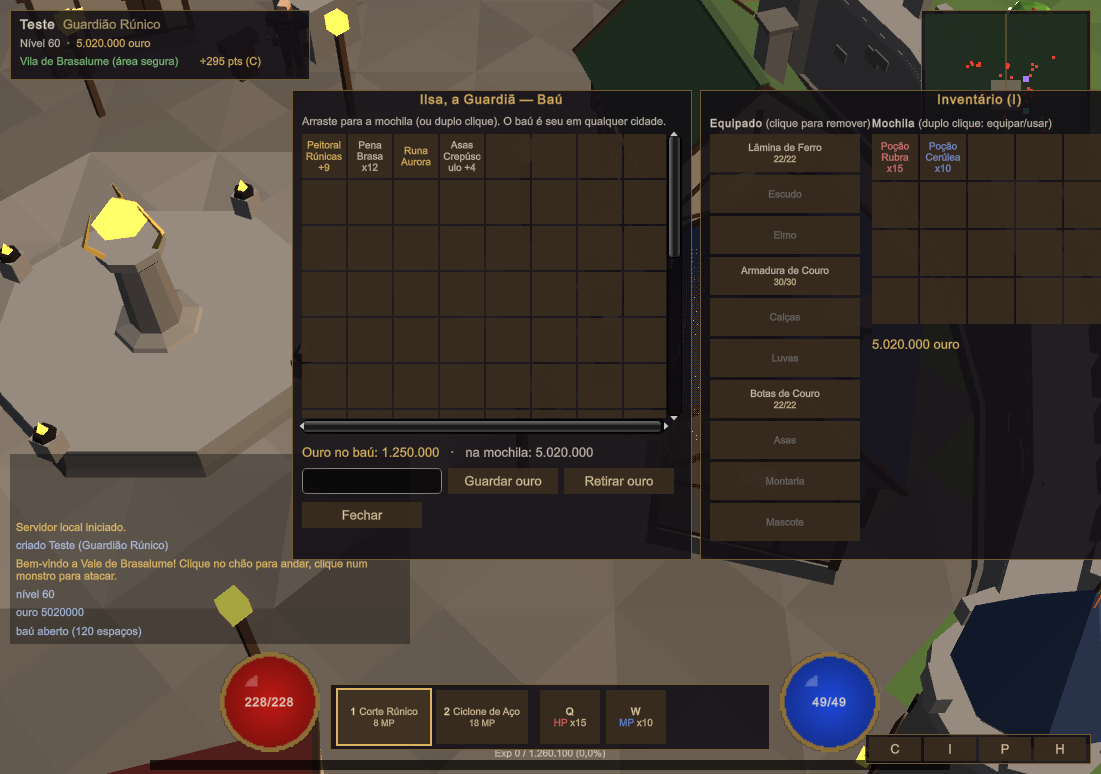 Teste Guardião Rúnico
Nível 60 · 5.020.000 ouro
Vila de Brasalume (área segura) +295 pts (C)
Ilsa, a Guardiã — Baú
Arraste para a mochila (ou duplo clique). O baú é seu em qualquer cidade.
Peitoral
Rúnicas
+9
Pena
Brasa
x12
Runa
Aurora
Asas
Crepúsc
ulo +4
Ouro no baú: 1.250.000 · na mochila: 5.020.000
Guardar ouro
Retirar ouro
Fechar
Inventário (I)
Equipado (clique para remover)
Mochila (duplo clique: equipar/usar)
Lâmina de Ferro
22/22
Escudo
Elmo
Armadura de Couro
30/30
Calças
Luvas
Botas de Couro
22/22
Asas
Montaria
Mascote
Poção
Rubra
x15
Poção
Cerúlea
x10
5.020.000 ouro
Servidor local iniciado.
criado Teste (Guardião Rúnico)
Bem-vindo a Vale de Brasalume! Clique no chão para andar, clique num
monstro para atacar.
nível 60
ouro 5020000
baú aberto (120 espaços)
228/228
1 Corte Rúnico
8 MP
2 Ciclone de Aço
18 MP
Q
HP x15
W
MP x10
49/49
Exp 0 / 1.260.100 (0,0%)
C
I
P
H